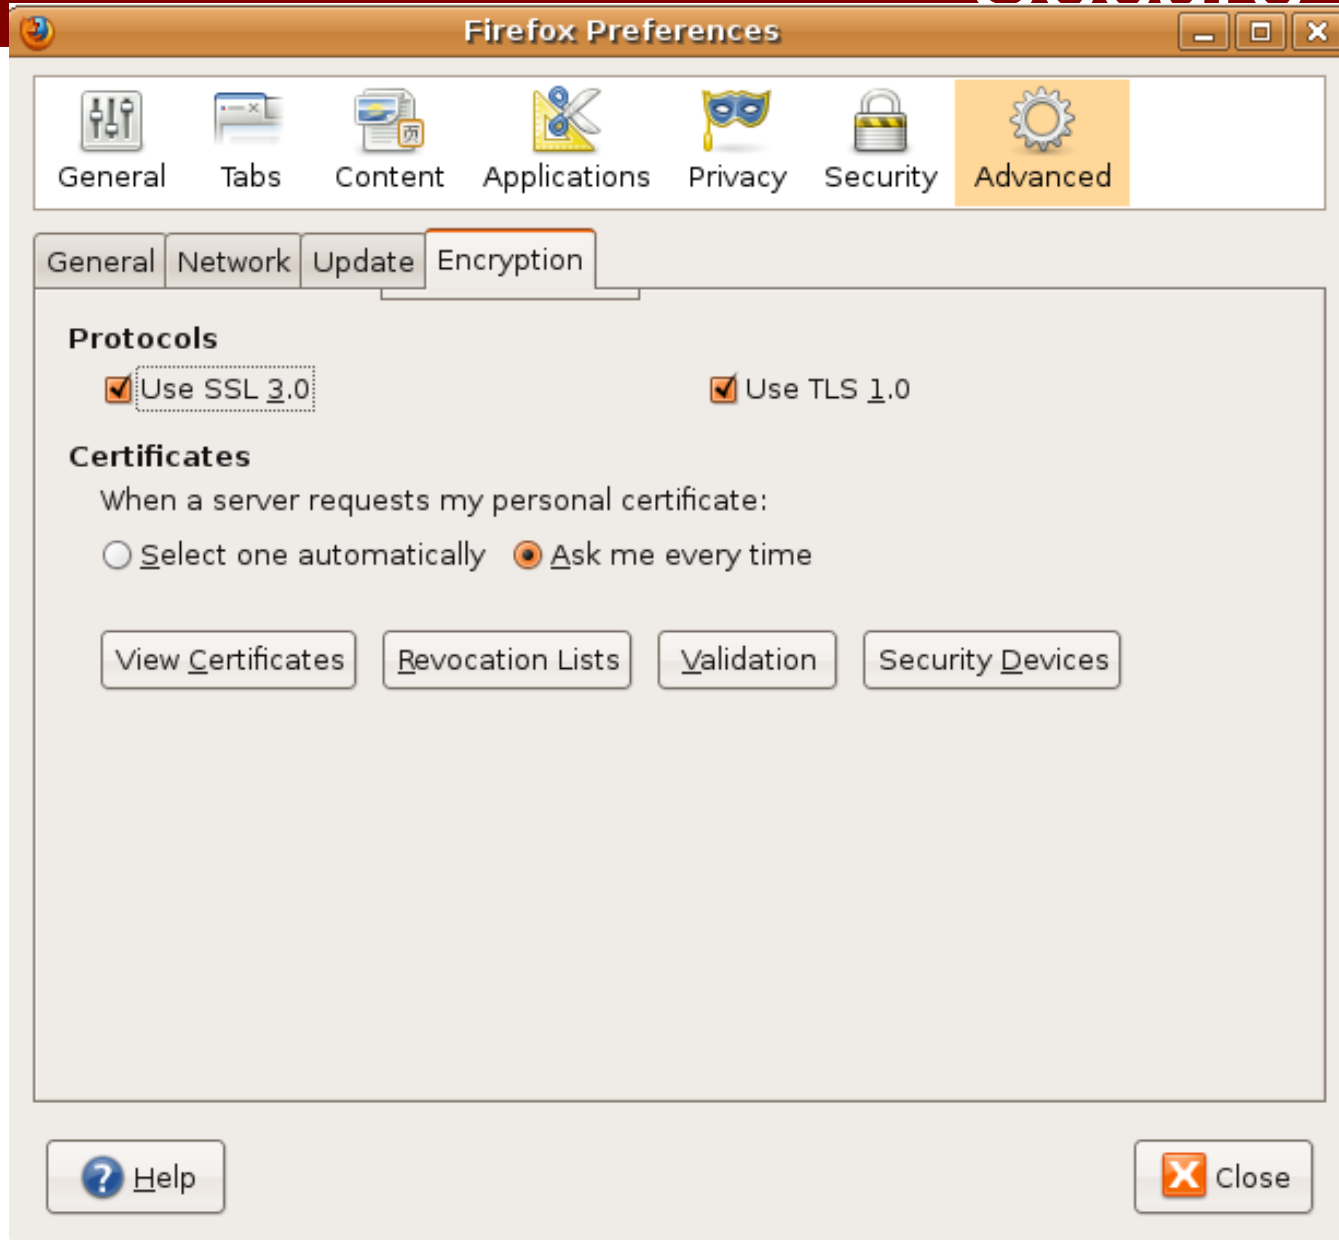 Firefox Preferences
General Tabs Content Applications Privacy Security Advanced
General Network Update Encryption
Protocols
Use SSL 3.0 Use TLS 1.0
Certificates
When a server requests my personal certificate:
Select one automatically Ask me every time
View Certificates Revocation Lists Validation Security Devices
Help Close